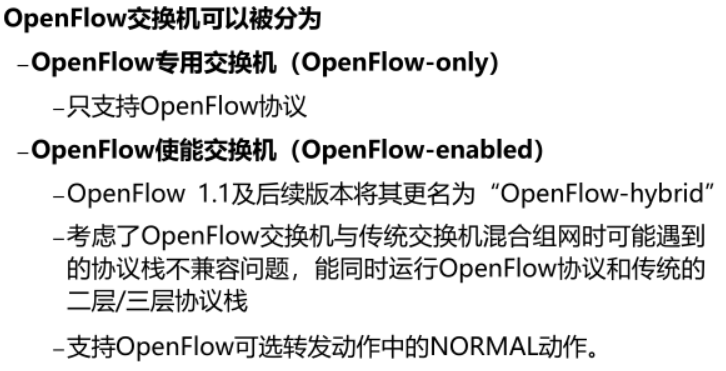 OpenFlow交换机可以被分为
–OpenFlow专用交换机（OpenFlow-only）
–只支持OpenFlow协议
–OpenFlow使能交换机（OpenFlow-enabled）
–OpenFlow 1.1及后续版本将其更名为“OpenFlow-hybrid”
–考虑了OpenFlow交换机与传统交换机混合组网时可能遇到
的协议栈不兼容问题，能同时运行OpenFlow协议和传统的
二层/三层协议栈
–支持OpenFlow可选转发动作中的NORMAL动作。